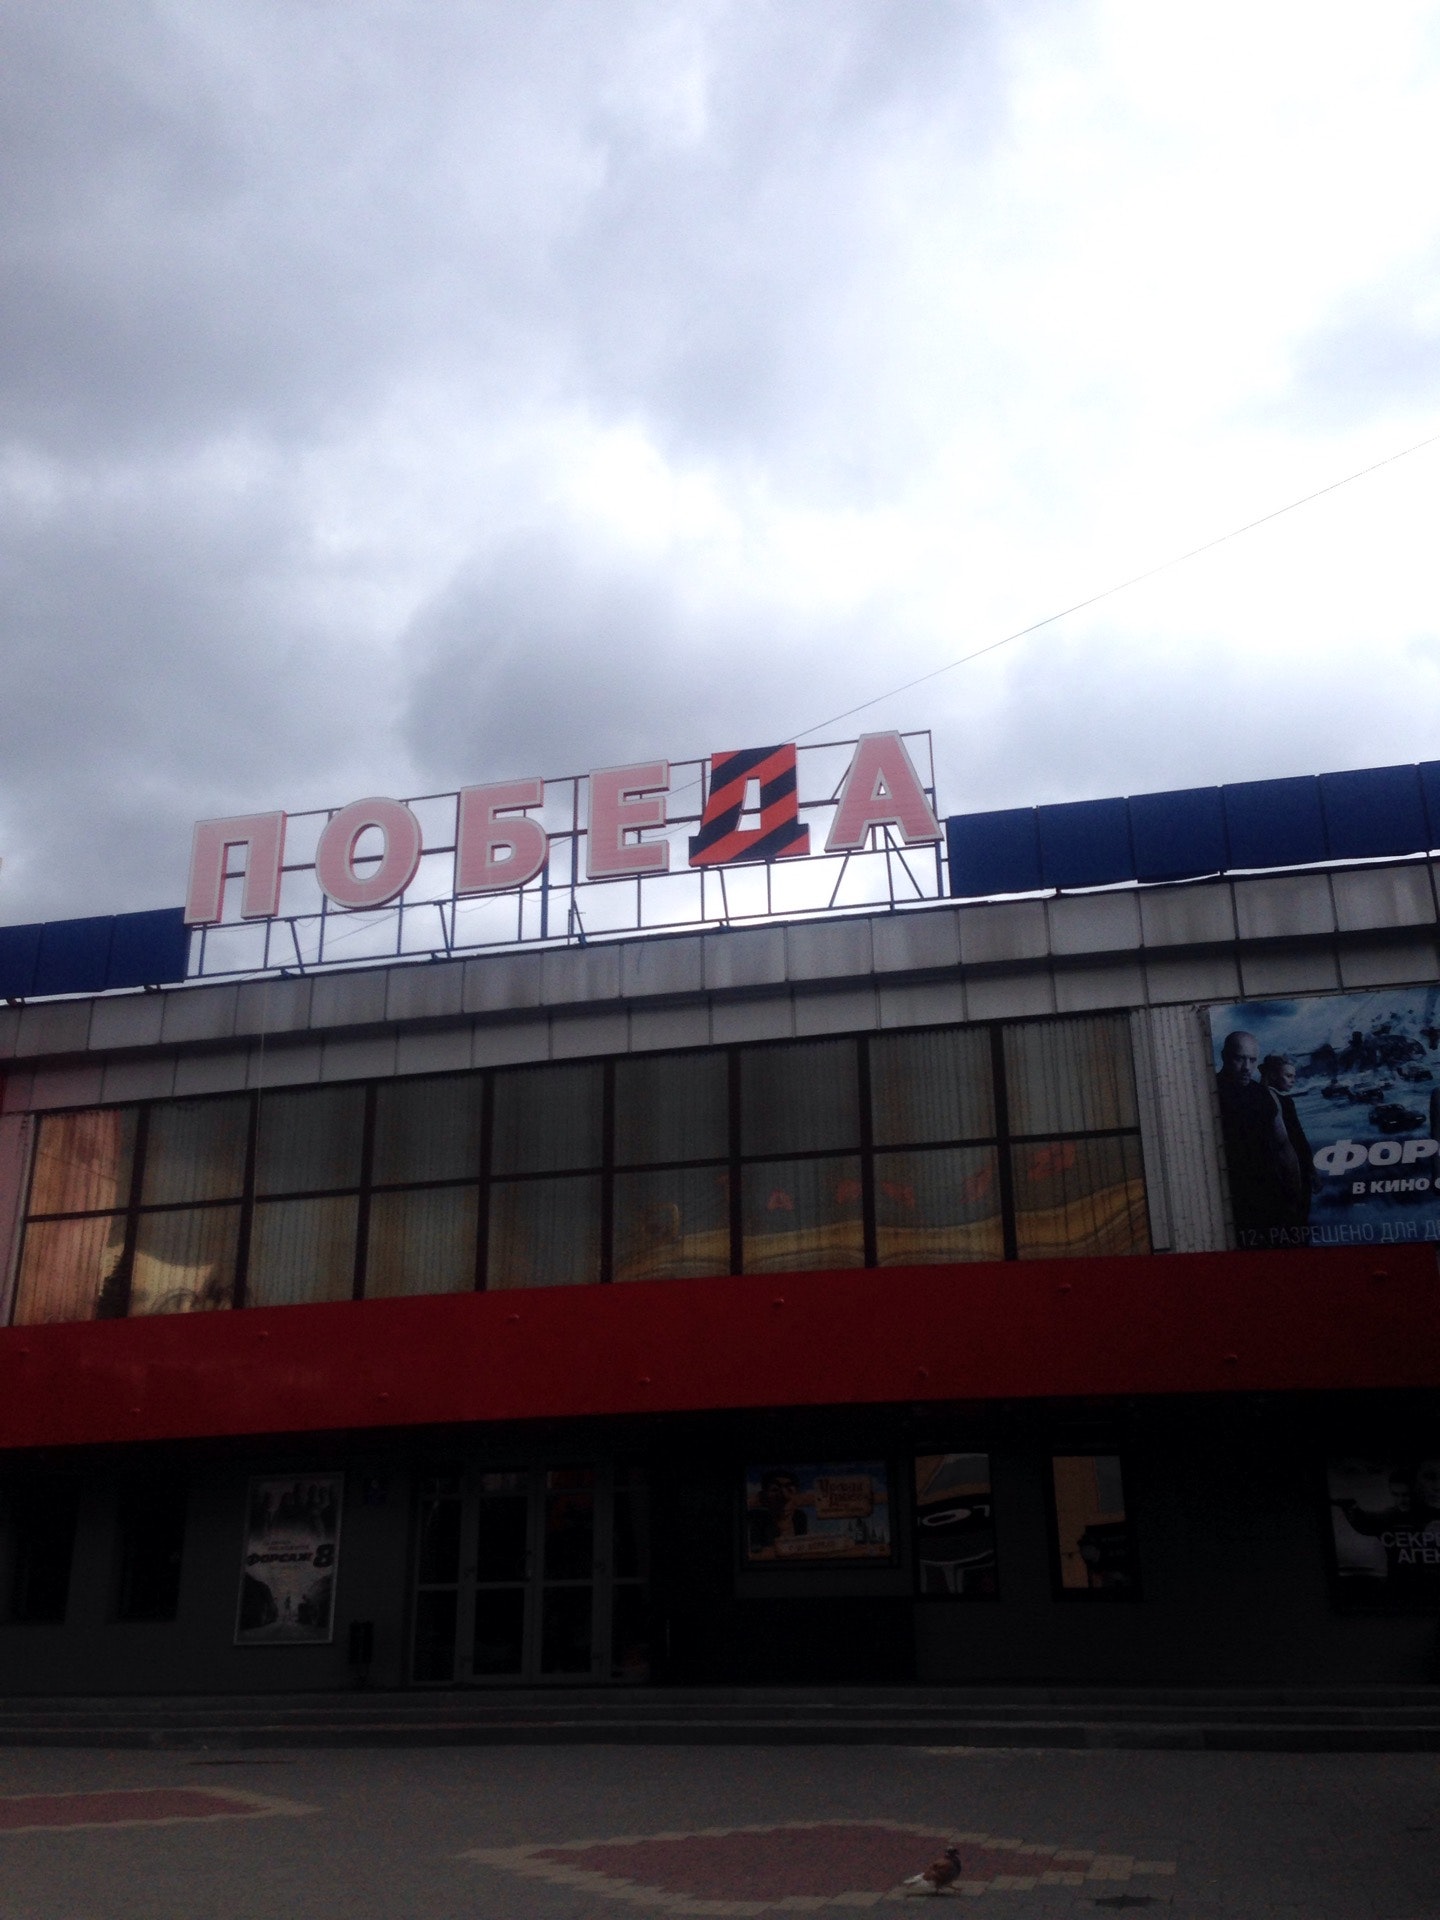 ПОБЕДА
ФОР
В КИНО
12+ РАЗРЕШЕНО ДЛЯ
ФОРСАЖ 8
СЕКР
АГЕН